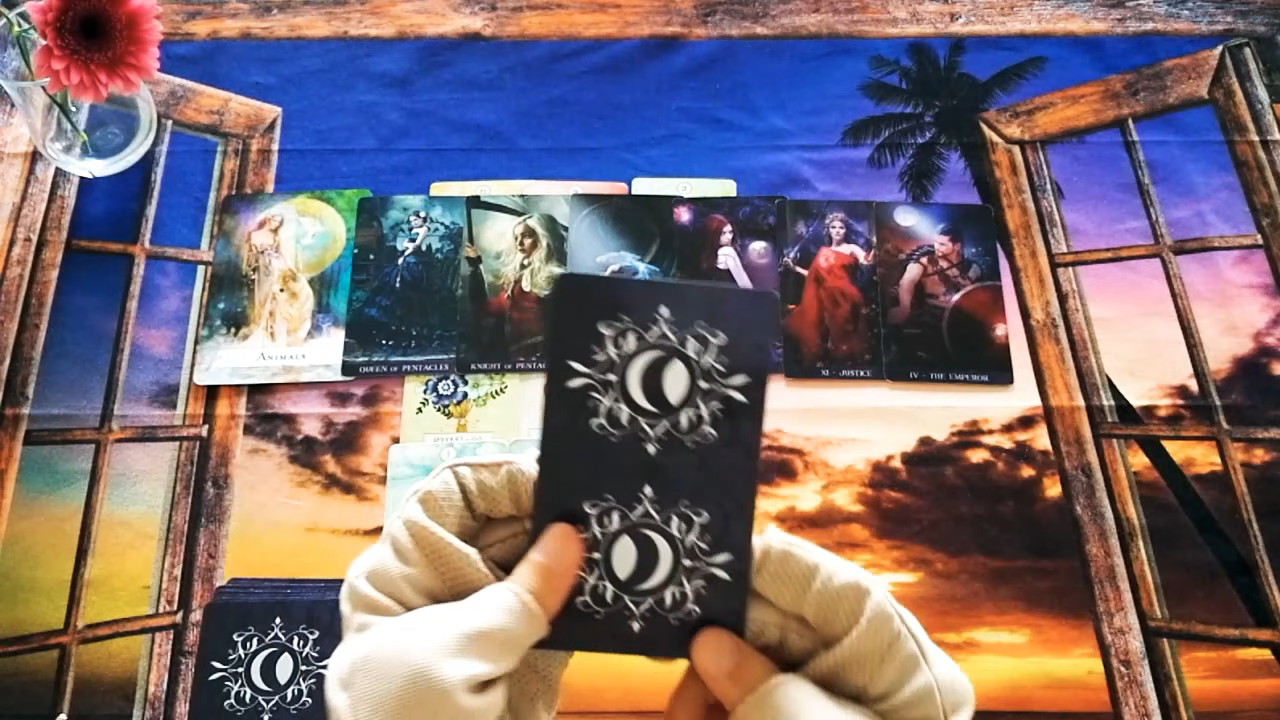 ANIMALS
QUEEN OF PENTACLES
KNIGHT OF PENTAC
XI · JUSTICE
IV · THE EMPEROR